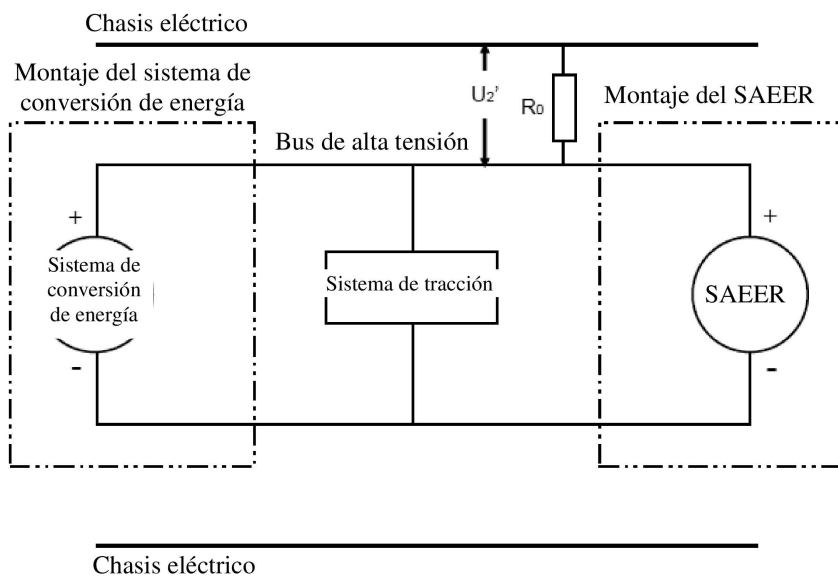 Chasis eléctrico
Montaje del sistema de
conversión de energía
U2'
R0
Montaje del SAEER
Bus de alta tensión
+
Sistema de
conversión
de energía
-
Sistema de tracción
+
SAEER
-
Chasis eléctrico